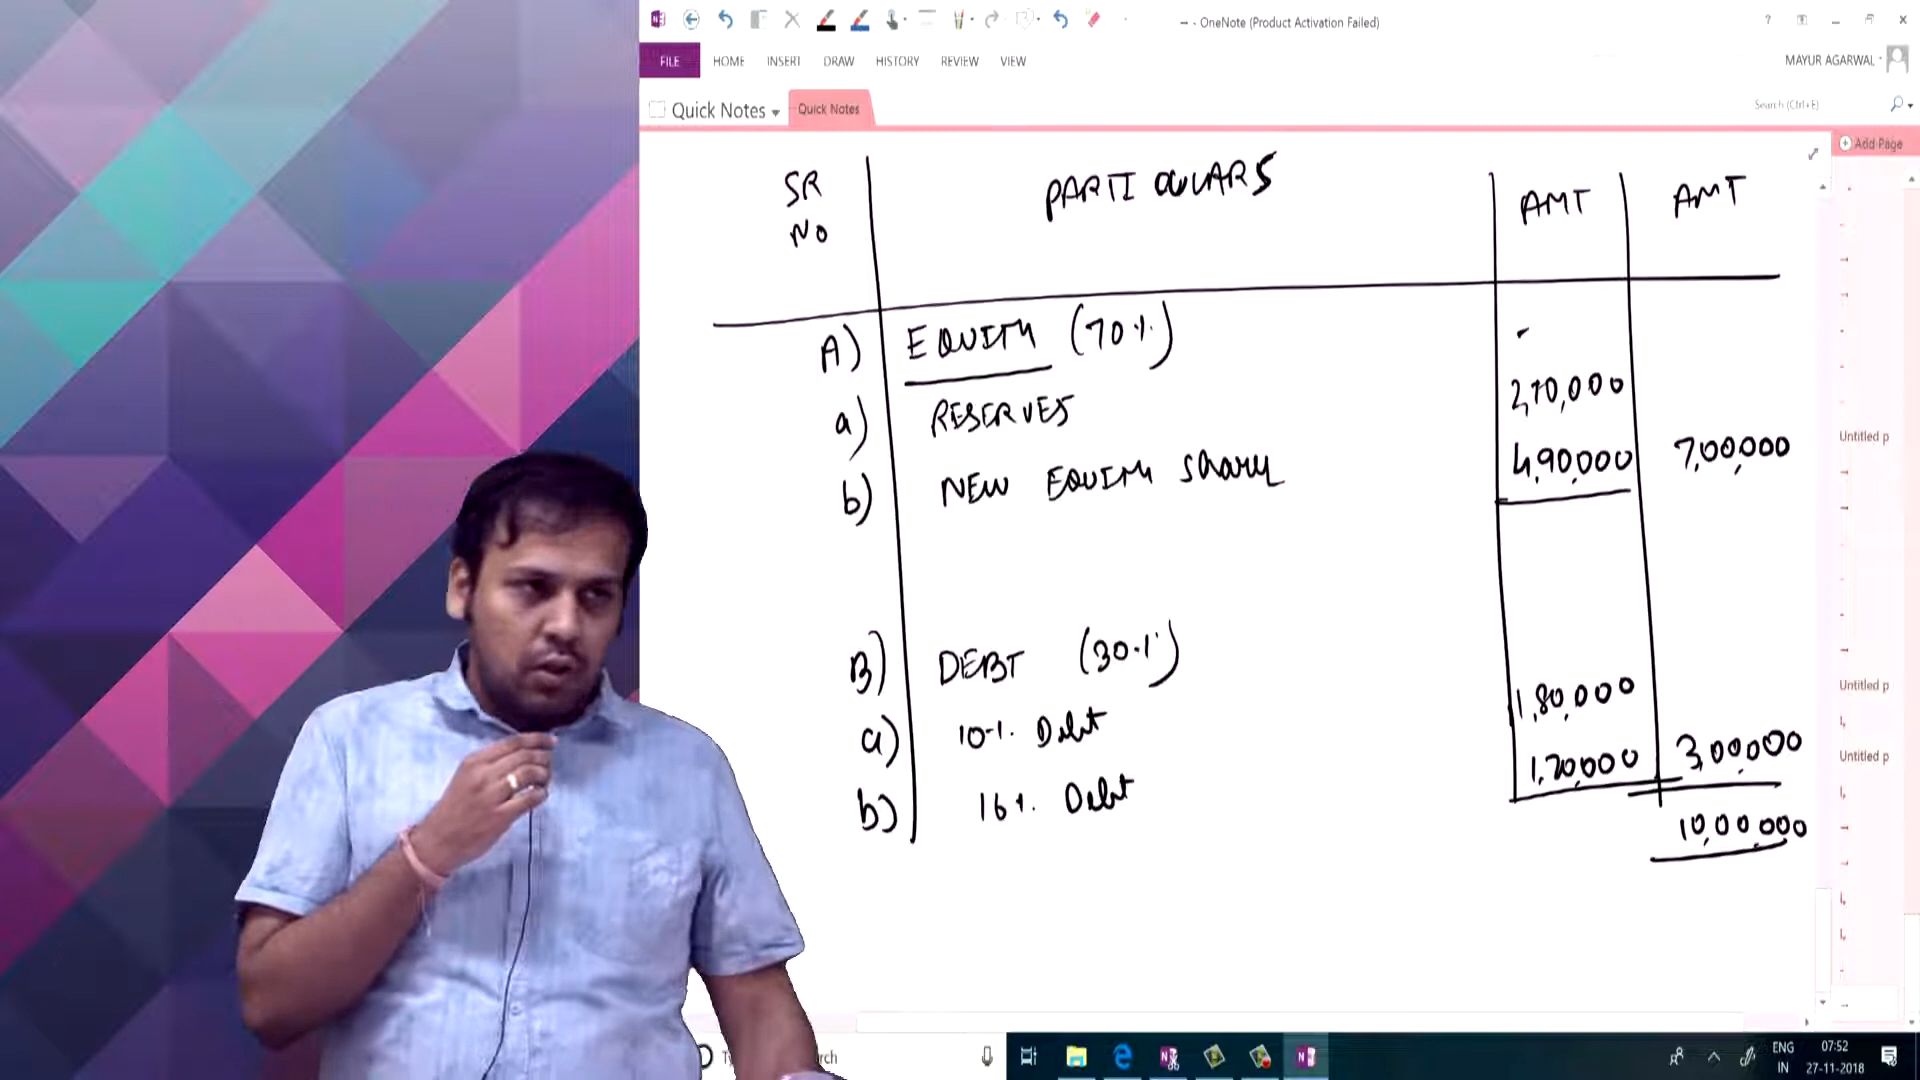 - - OneNote (Product Activation Failed)
?
FILE HOME INSERT DRAW HISTORY REVIEW VIEW
MAYUR AGARWAL
Quick Notes
Quick Notes
Search (Ctrl+E)
Add Page
SR NO
PARTICULARS
AMT
AMT
A) EQUITY (70%)
-
a) RESERVES 2,10,000
b) NEW EQUITY Shares 4,90,000 7,00,000
Untitled p
B) DEBT (30%)
Untitled p
a) 10% Debt 1,80,000
b) 16% Debt 1,20,000 3,00,000
Untitled p
10,00,000
ENG
IN
07:52
27-11-2018